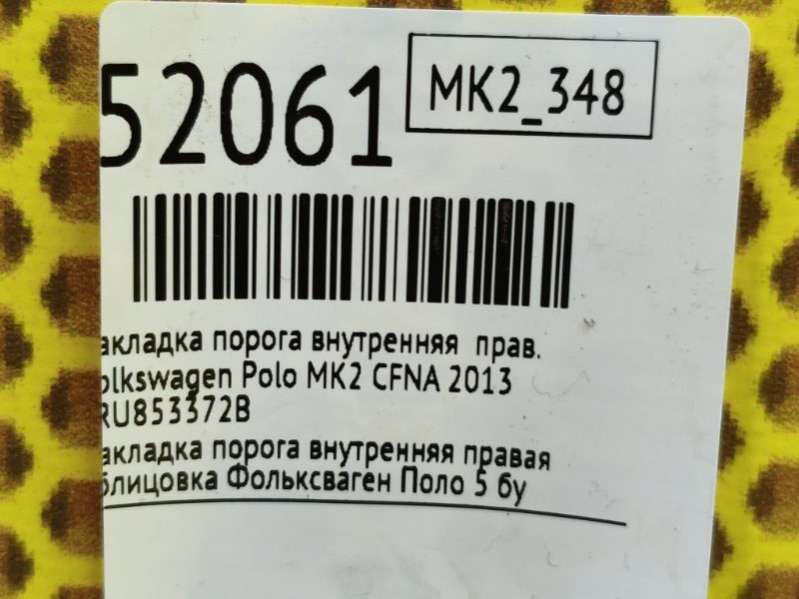 52061
MK2_348
акладка порога внутренняя прав.
olkswagen Polo MK2 CFNA 2013
RU853372B
акладка порога внутренняя правая
блицовка Фольксваген Поло 5 бу